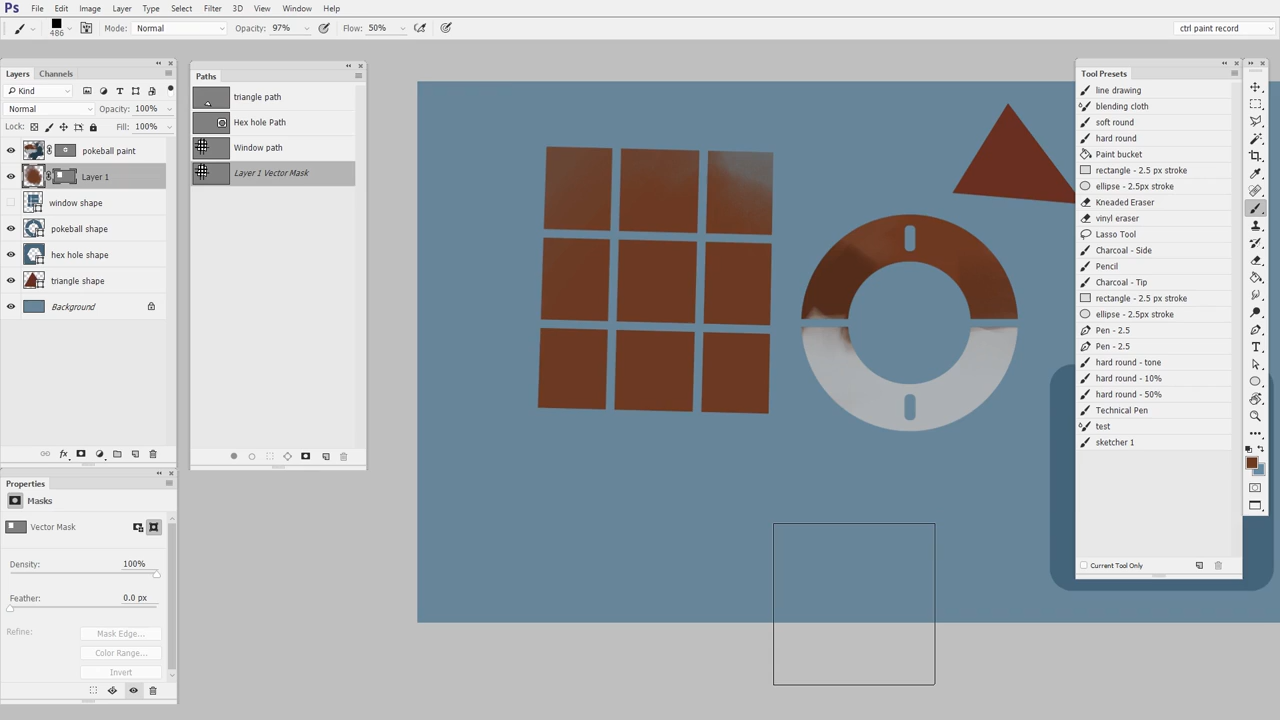 Ps File Edit Image Layer Type Select Filter 3D View Window Help
486 Mode: Normal Opacity: 97% Flow: 50% ctrl paint record
Layers Channels
Kind
Normal Opacity: 100%
Lock: Fill: 100%
pokeball paint
Layer 1
window shape
pokeball shape
hex hole shape
triangle shape
Background
fx
Properties
Masks
Vector Mask
Density: 100%
Feather: 0.0 px
Refine: Mask Edge...
Color Range...
Invert
Paths
triangle path
Hex hole Path
Window path
Layer 1 Vector Mask
Tool Presets
line drawing
blending cloth
soft round
hard round
Paint bucket
rectangle - 2.5px stroke
ellipse - 2.5px stroke
Kneaded Eraser
vinyl eraser
Lasso Tool
Charcoal - Side
Pencil
Charcoal - Tip
rectangle - 2.5 px stroke
ellipse - 2.5px stroke
Pen - 2.5
Pen - 2.5
hard round - tone
hard round - 10%
hard round - 50%
Technical Pen
test
sketcher 1
Current Tool Only